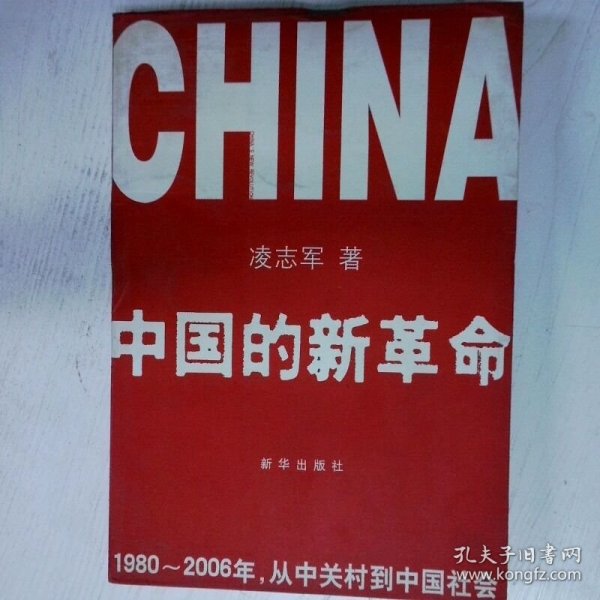 CHINA
凌志军 著
中国的新革命
新华出版社
1980～2006年，从中关村到中国社会
孔夫子旧书网
www.kongfz.com